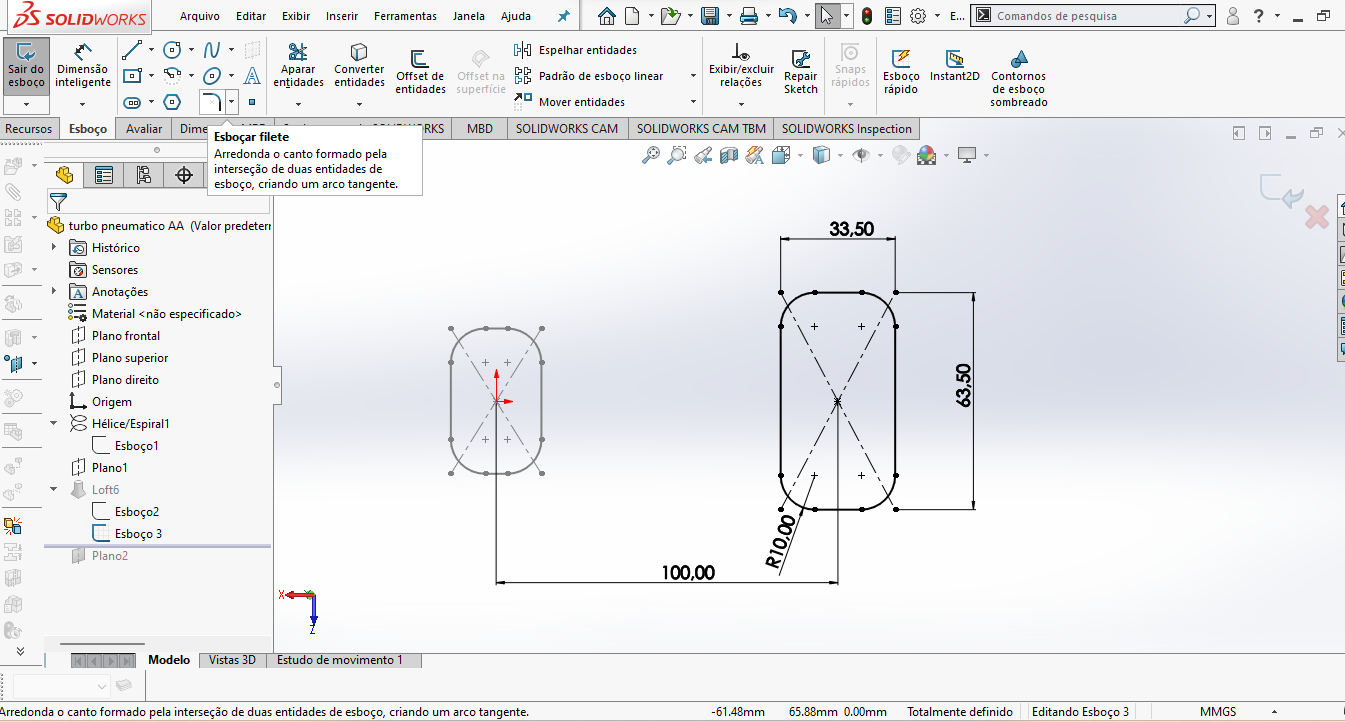 SOLIDWORKS
Arquivo Editar Exibir Inserir Ferramentas Janela Ajuda
E...
Comandos de pesquisa
?
Sair do esboço
Dimensão inteligente
Aparar entidades
Converter entidades
Offset de entidades
Offset na superfície
Espelhar entidades
Padrão de esboço linear
Mover entidades
Exibir/excluir relações
Repair Sketch
Snaps rápidos
Esboço rápido
Instant2D
Contornos de esboço sombreado
Recursos Esboço Avaliar MBD SOLIDWORKS CAM SOLIDWORKS CAM TBM SOLIDWORKS Inspection
Esboçar filete
Arredonda o canto formado pela
interseção de duas entidades de
esboço, criando um arco tangente.
turbo pneumatico AA (Valor predeterr
Histórico
Sensores
Anotações
Material <não especificado>
Plano frontal
Plano superior
Plano direito
Origem
Hélice/Espiral1
Esboço1
Plano1
Loft6
Esboço2
Esboço 3
Plano2
33,50
63,50
R10,00
100,00
X
Z
Modelo Vistas 3D Estudo de movimento 1
Arredonda o canto formado pela interseção de duas entidades de esboço, criando um arco tangente.
-61.48mm 65.88mm 0.00mm Totalmente definido Editando Esboço 3 MMGS